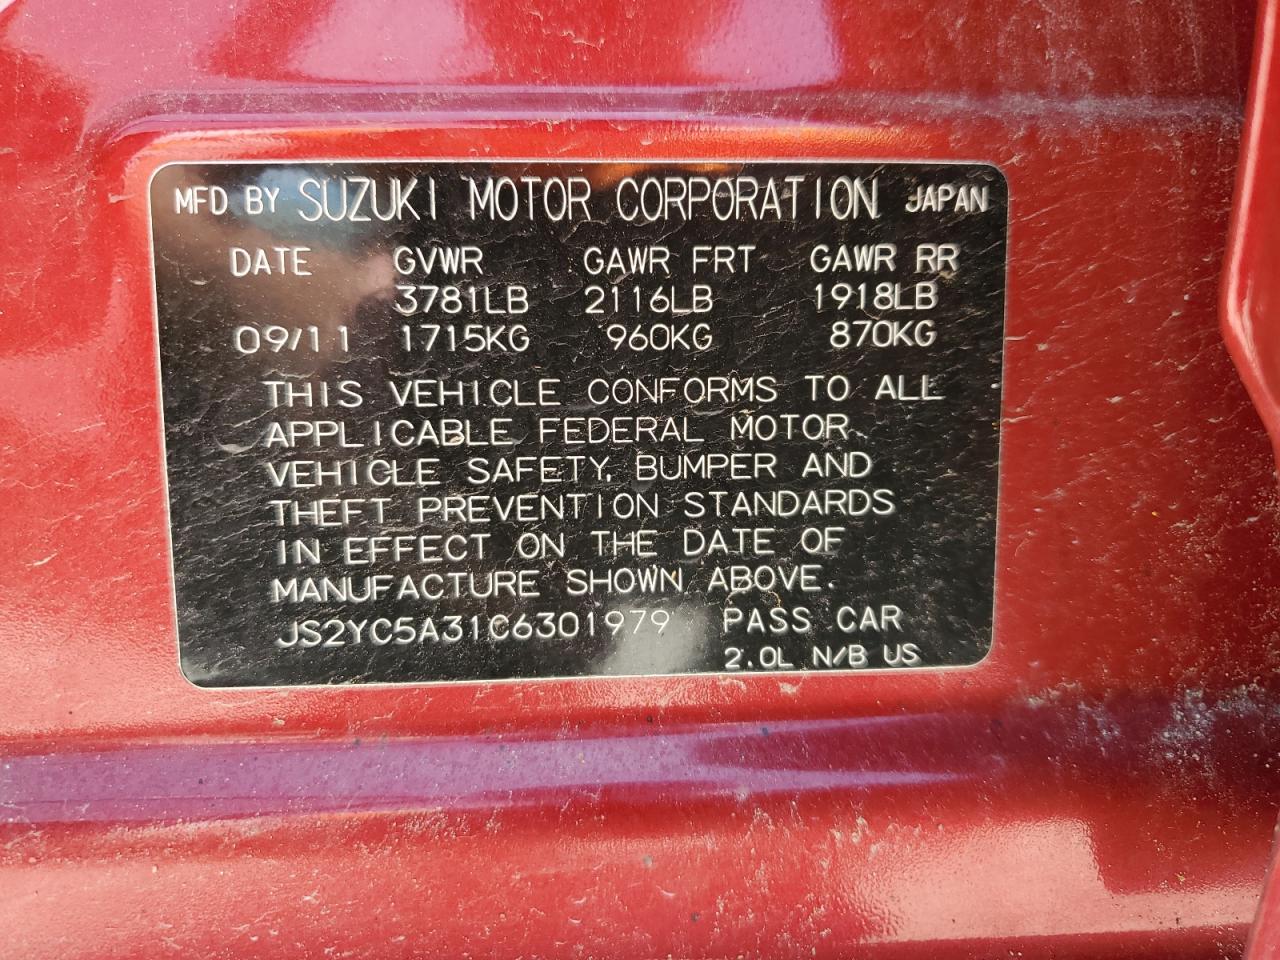 MFD BY SUZUKI MOTOR CORPORATION JAPAN
DATE GVWR GAWR FRT GAWR RR
3781LB 2116LB 1918LB
09/11 1715KG 960KG 870KG
THIS VEHICLE CONFORMS TO ALL
APPLICABLE FEDERAL MOTOR
VEHICLE SAFETY, BUMPER AND
THEFT PREVENTION STANDARDS
IN EFFECT ON THE DATE OF
MANUFACTURE SHOWN ABOVE.
JS2YC5A31C6301979 PASS CAR
2.0L N/B US